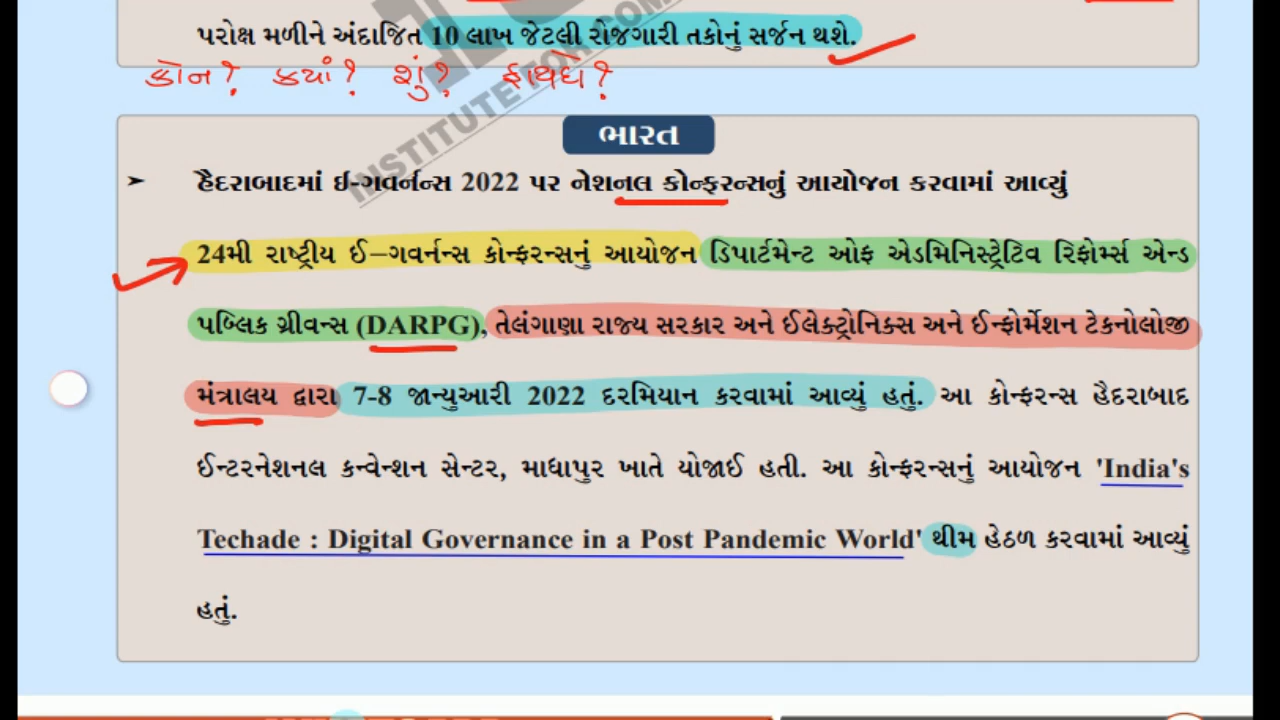 પરોક્ષ મળીને અંદાજિત 10 લાખ જેટલી રોજગારી તકોનું સર્જન થશે.
કોન? ક્યાં? શું? ફાયદો?
INSTITUTE FOR COM
ભારત
➤ હૈદરાબાદમાં ઇ-ગવર્નન્સ 2022 પર નેશનલ કોન્ફરન્સનું આયોજન કરવામાં આવ્યું
24મી રાષ્ટ્રીય ઈ–ગવર્નન્સ કોન્ફરન્સનું આયોજન ડિપાર્ટમેન્ટ ઓફ એડમિનિસ્ટ્રેટિવ રિફોર્મ્સ એન્ડ
પબ્લિક ગ્રીવન્સ (DARPG), તેલંગાણા રાજ્ય સરકાર અને ઈલેક્ટ્રોનિક્સ અને ઈન્ફોર્મેશન ટેકનોલોજી
મંત્રાલય દ્વારા 7-8 જાન્યુઆરી 2022 દરમિયાન કરવામાં આવ્યું હતું. આ કોન્ફરન્સ હૈદરાબાદ
ઈન્ટરનેશનલ કન્વેન્શન સેન્ટર, માધાપુર ખાતે યોજાઈ હતી. આ કોન્ફરન્સનું આયોજન 'India's
Techade : Digital Governance in a Post Pandemic World' થીમ હેઠળ કરવામાં આવ્યું
હતું.